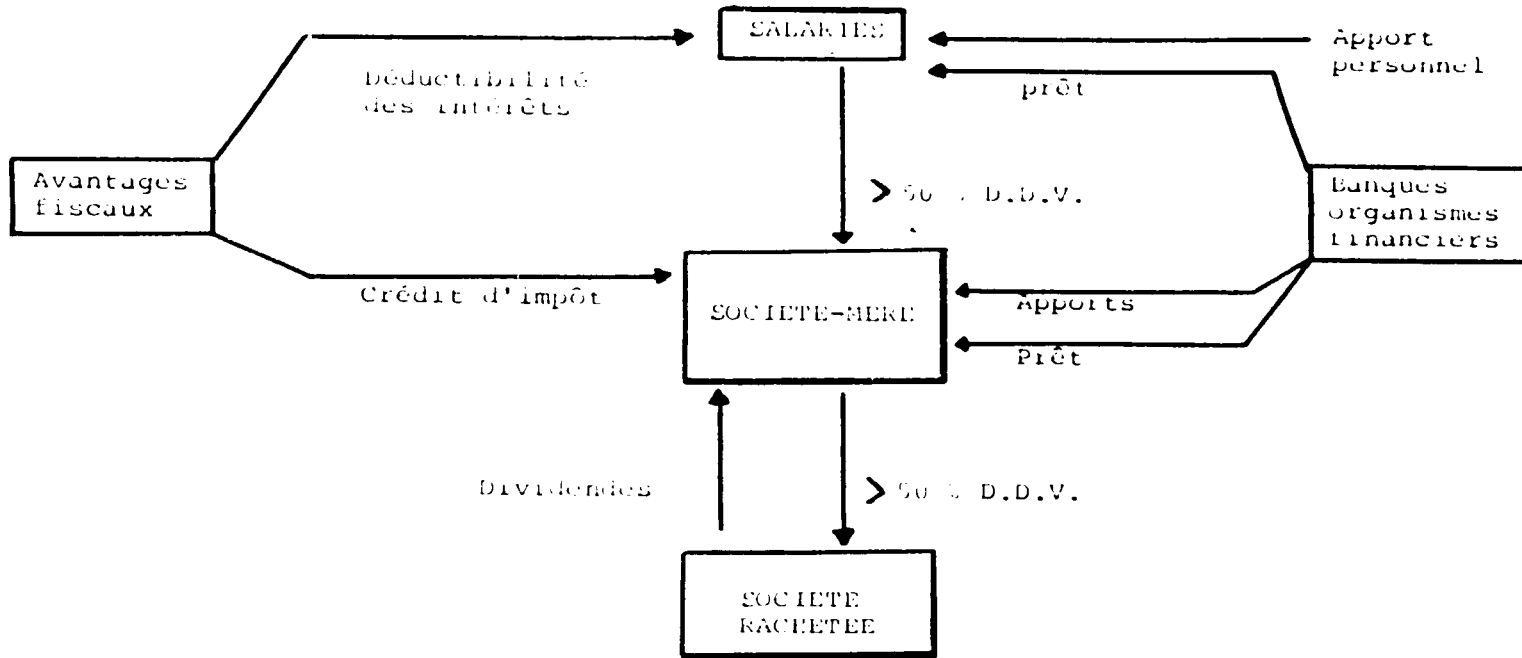 SALARIES
Apport
personnel
prêt
Déductibilité
des intérêts
Avantages
fiscaux
> 50 % D.D.V.
Banques
organismes
financiers
Crédit d'impôt
SOCIETE-MERE
Apports
Prêt
Dividendes
> 50 % D.D.V.
SOCIETE
RACHETEE